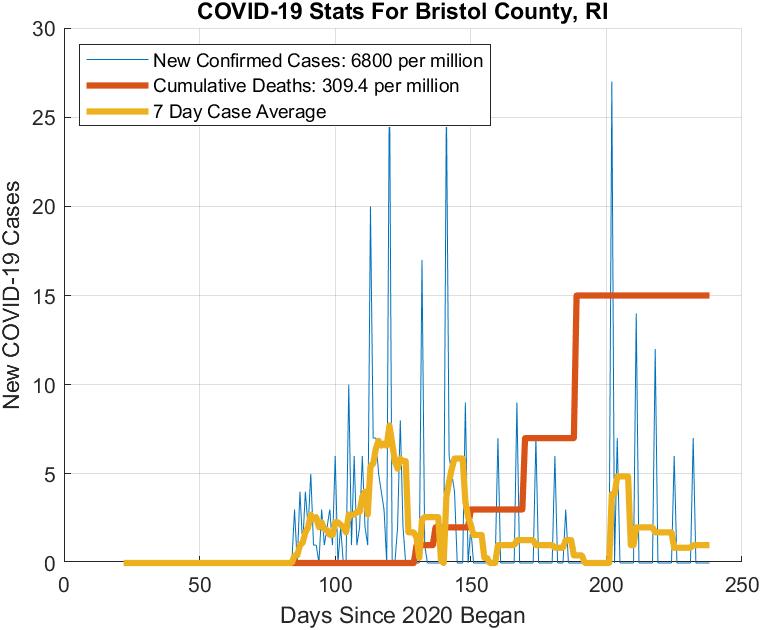 COVID-19 Stats For Bristol County, RI
30
New Confirmed Cases: 6800 per million
Cumulative Deaths: 309.4 per million
7 Day Case Average
25
20
15
10
5
0
New COVID-19 Cases
0 50 100 150 200 250
Days Since 2020 Began